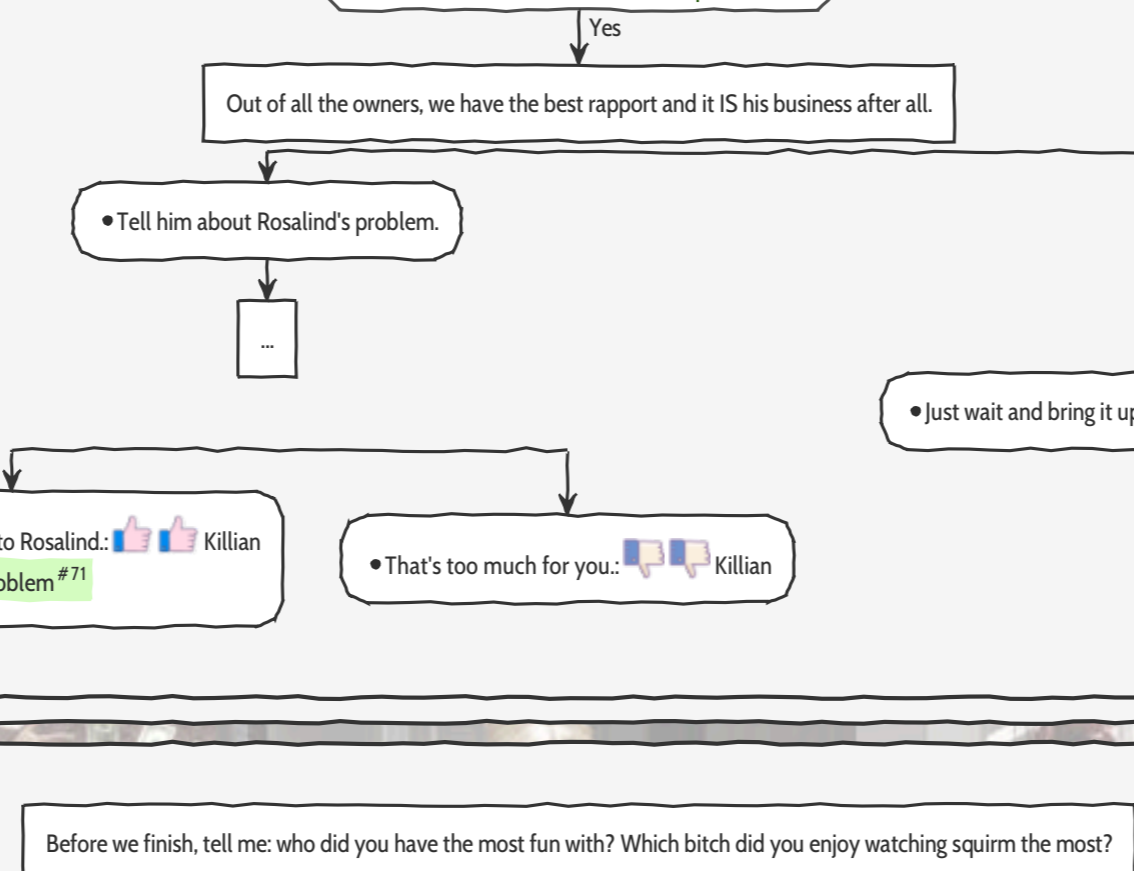 Yes
Out of all the owners, we have the best rapport and it IS his business after all.
•Tell him about Rosalind's problem.
...
•Just wait and bring it up
to Rosalind.: Killian
#71
•That's too much for you.: Killian
Before we finish, tell me: who did you have the most fun with? Which bitch did you enjoy watching squirm the most?